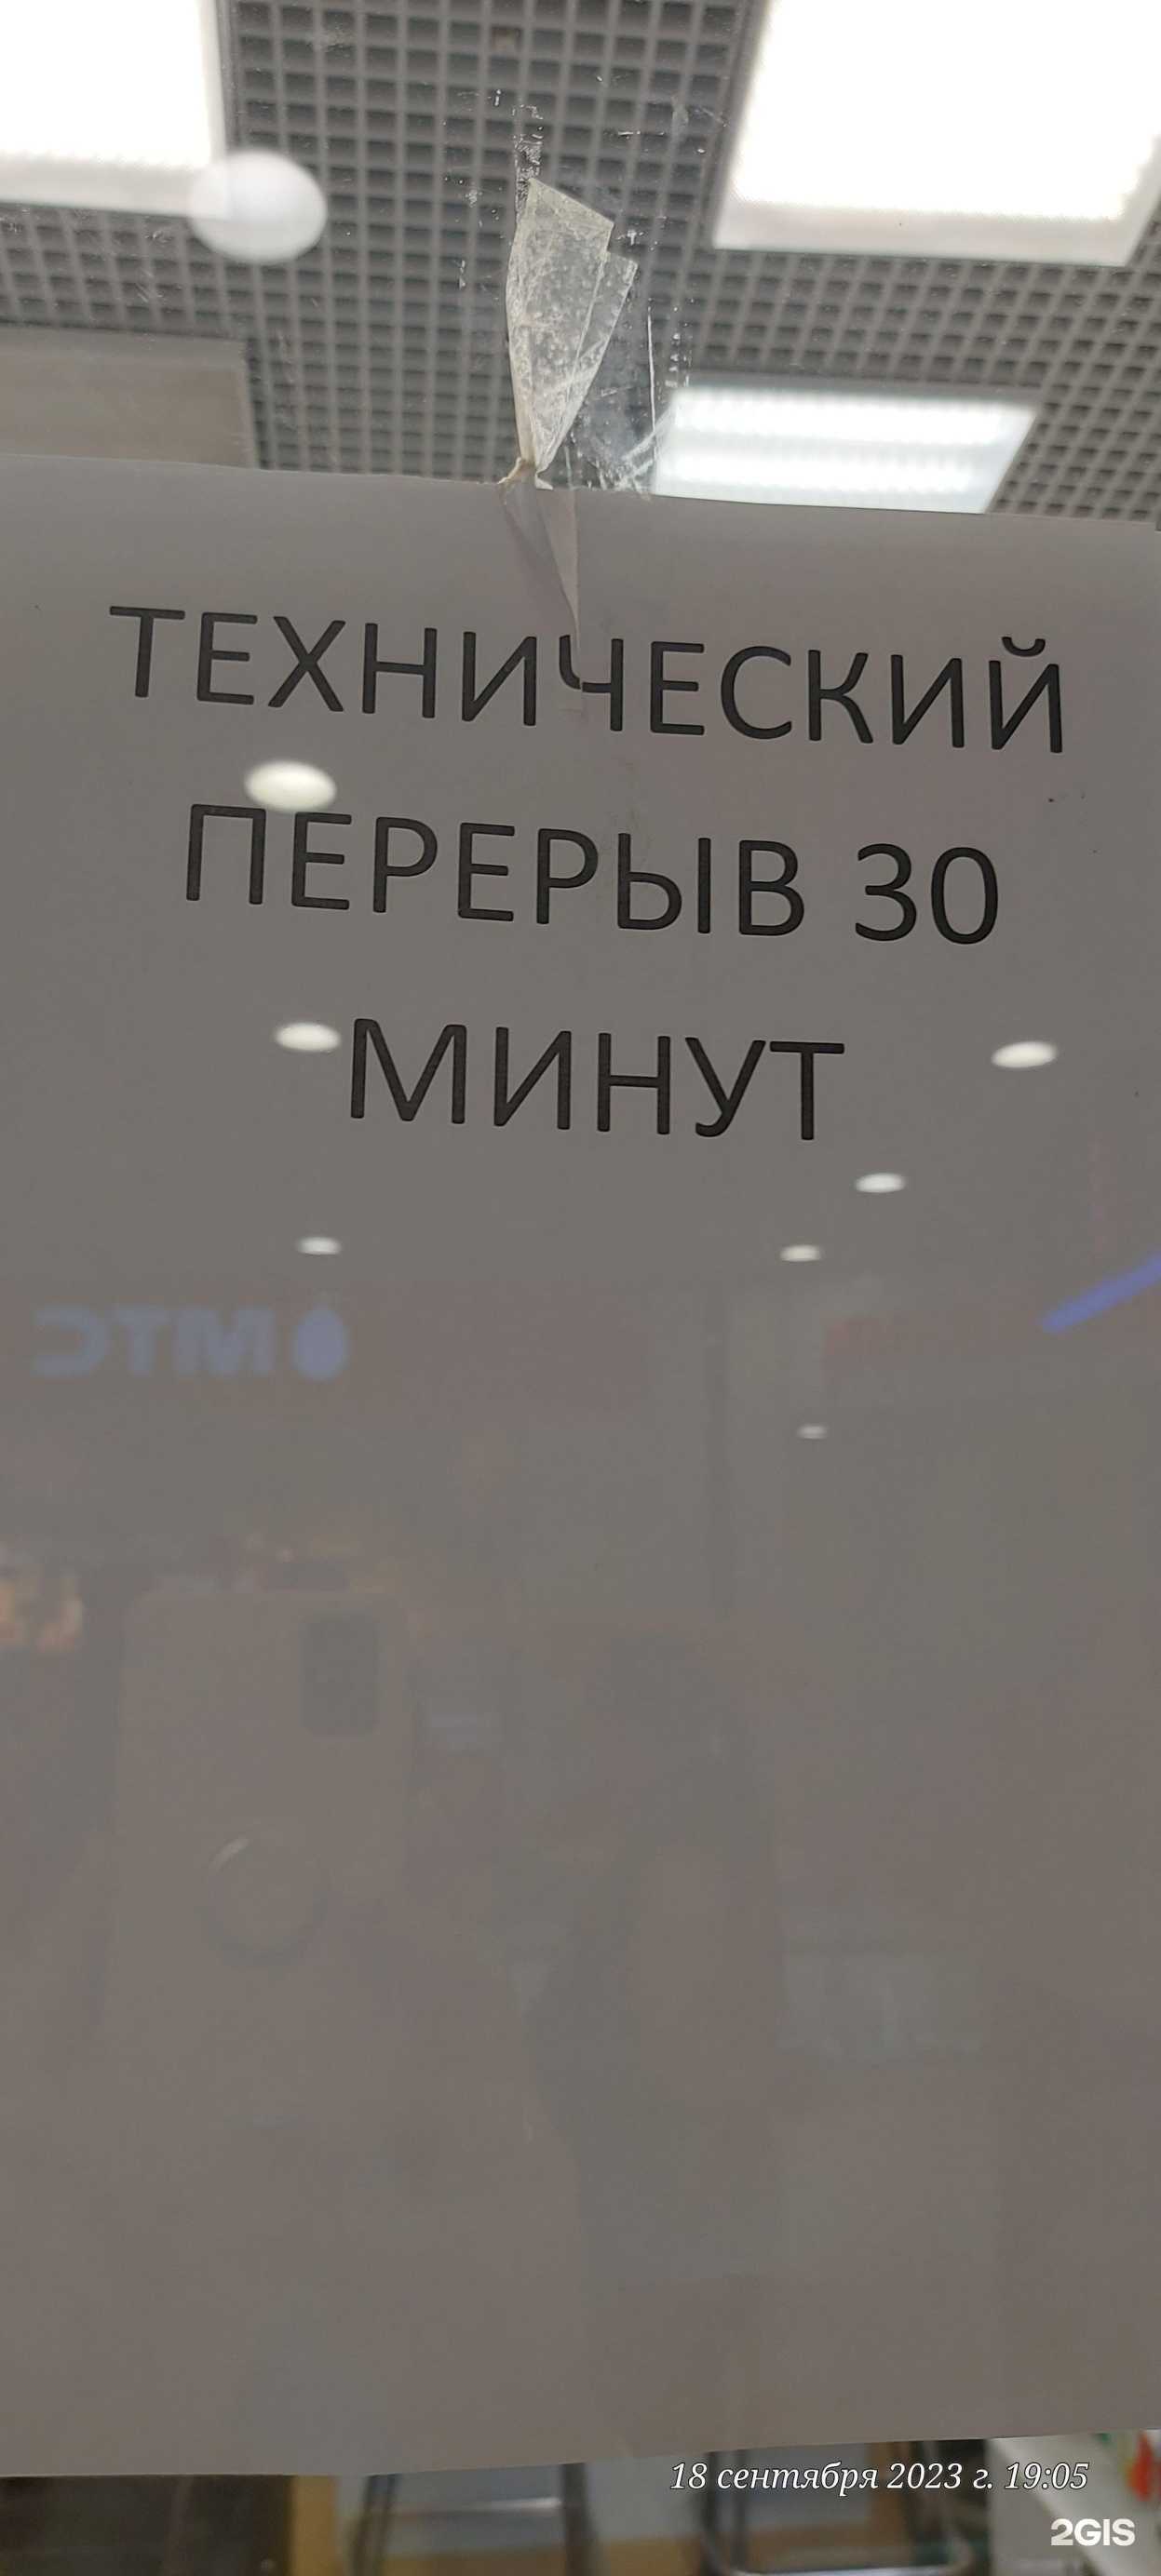 ТЕХНИЧЕСКИЙ
ПЕРЕРЫВ 30
МИНУТ
МТС
18 сентября 2023 г. 19:05
2GIS